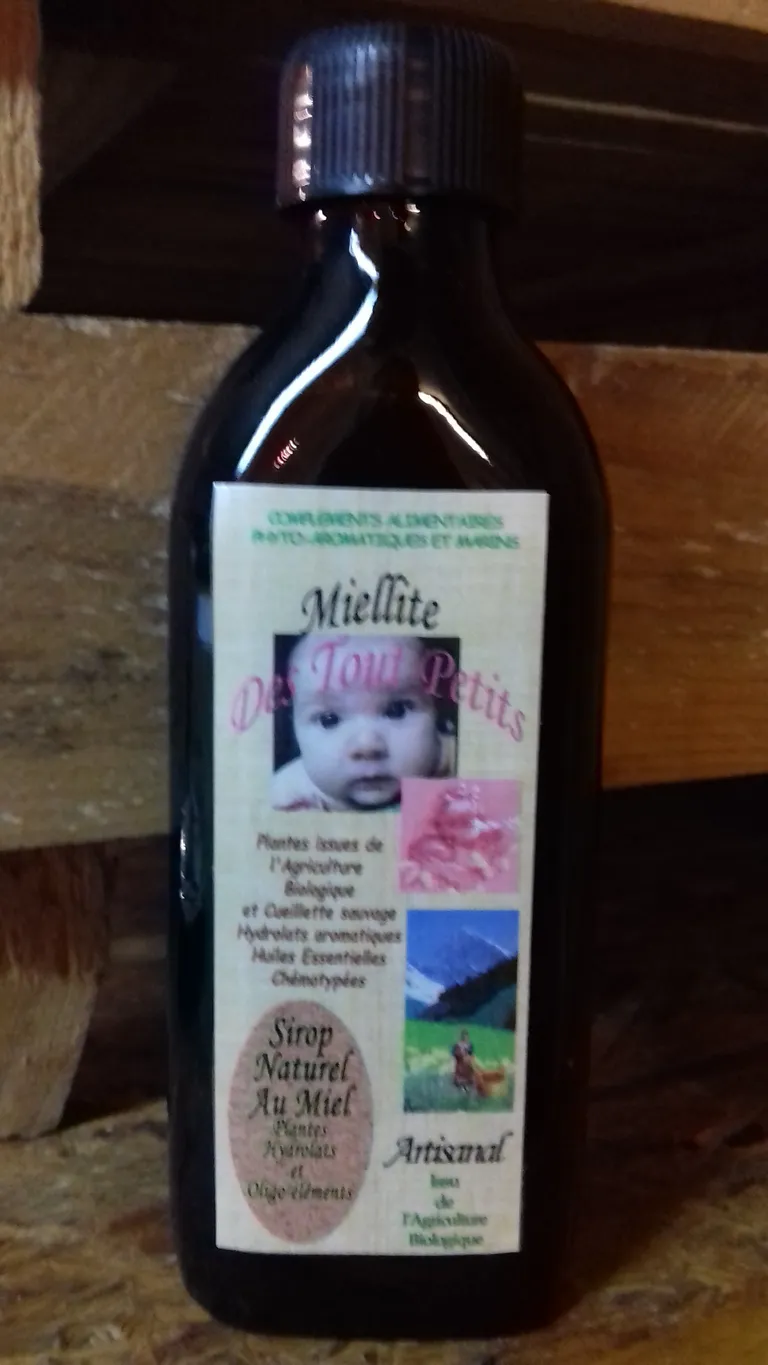 COMPLEMENTS ALIMENTAIRES
PHYTO-AROMATIQUES ET MARINS
Miellite
Des Tout Petits
Plantes issues de
l'Agriculture
Biologique
et Cueillette sauvage
Hydrolats aromatiques
Huiles Essentielles
Chémotypées
Sirop
Naturel
Au Miel
Plantes
Hydrolats
et
Oligo-éléments
Artisanal
Issu
de
l'Agriculture
Biologique